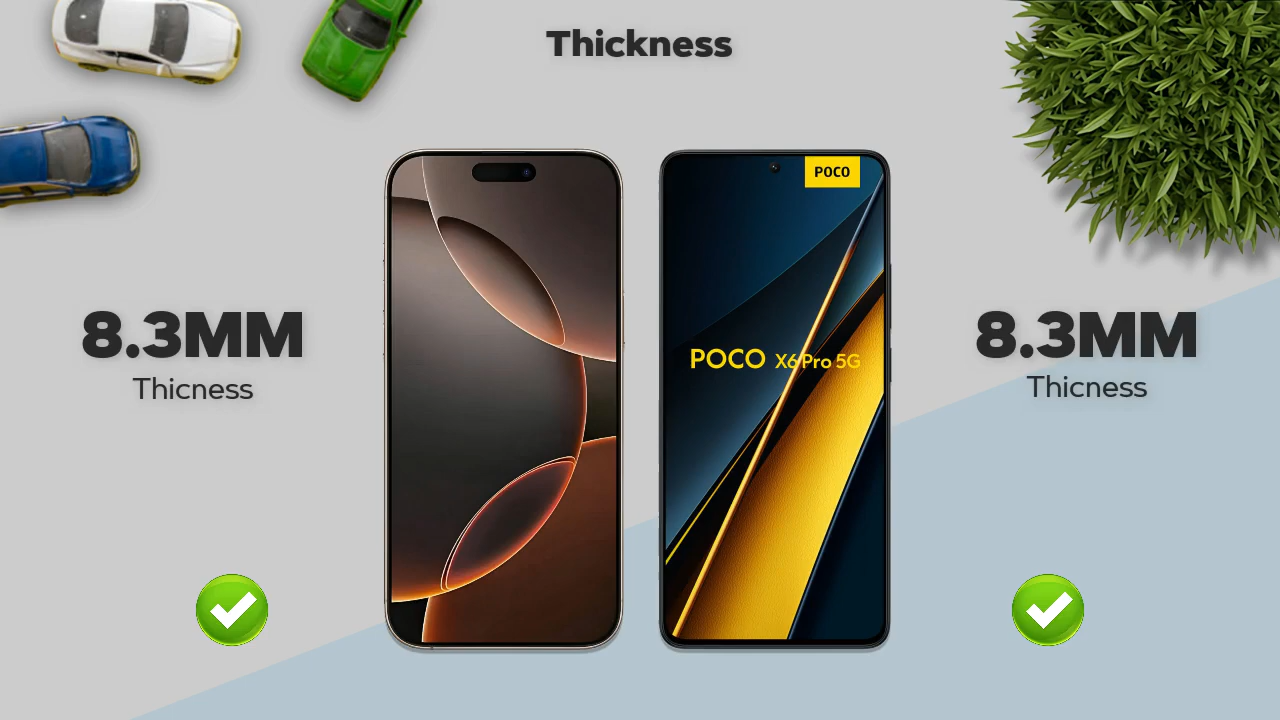 Thickness
POCO
8.3MM
Thicness
POCO X6 Pro 5G
8.3MM
Thicness